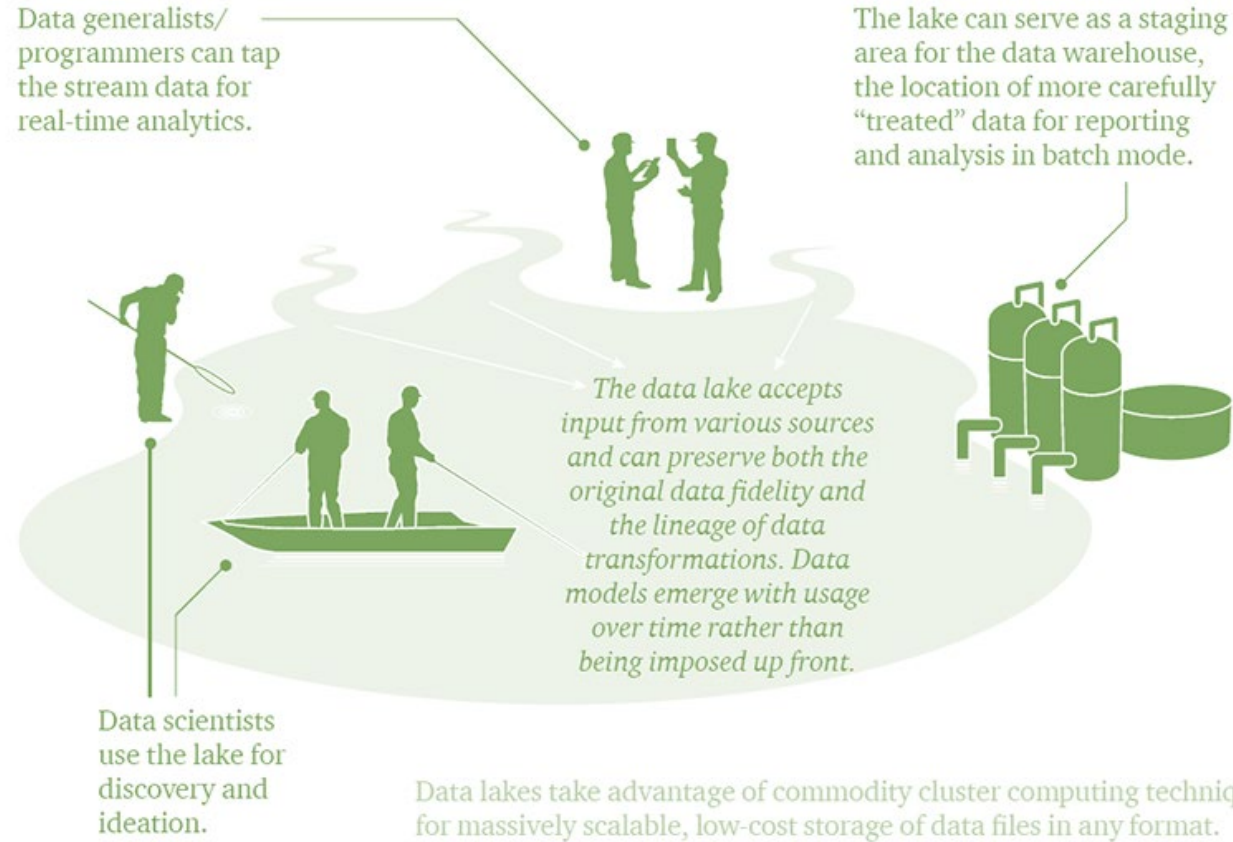 Data generalists/
programmers can tap
the stream data for
real-time analytics.
The lake can serve as a staging
area for the data warehouse,
the location of more carefully
“treated” data for reporting
and analysis in batch mode.
The data lake accepts
input from various sources
and can preserve both the
original data fidelity and
the lineage of data
transformations. Data
models emerge with usage
over time rather than
being imposed up front.
Data scientists
use the lake for
discovery and
ideation.
Data lakes take advantage of commodity cluster computing techniq
for massively scalable, low-cost storage of data files in any format.